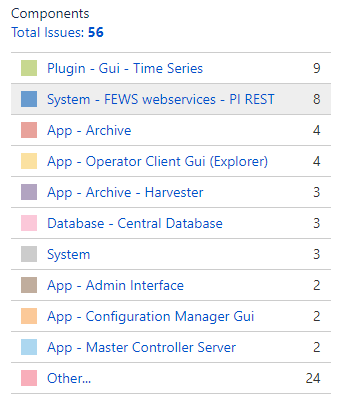 Components
Total Issues: 56
Plugin - Gui - Time Series 9
System - FEWS webservices - PI REST 8
App - Archive 4
App - Operator Client Gui (Explorer) 4
App - Archive - Harvester 3
Database - Central Database 3
System 3
App - Admin Interface 2
App - Configuration Manager Gui 2
App - Master Controller Server 2
Other... 24